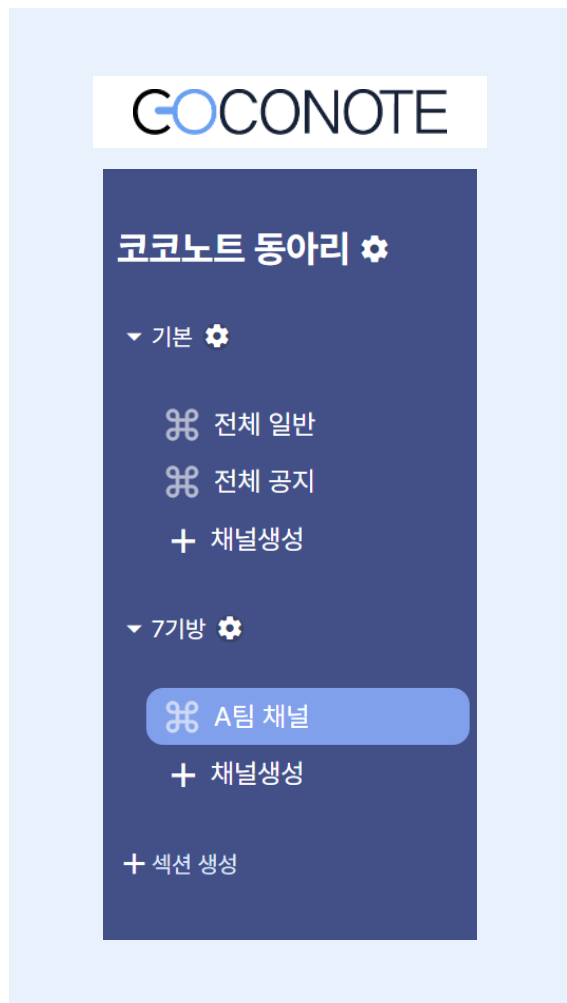 COCONOTE
코코노트 동아리
기본
전체 일반
전체 공지
채널생성
7기방
A팀 채널
채널생성
섹션 생성